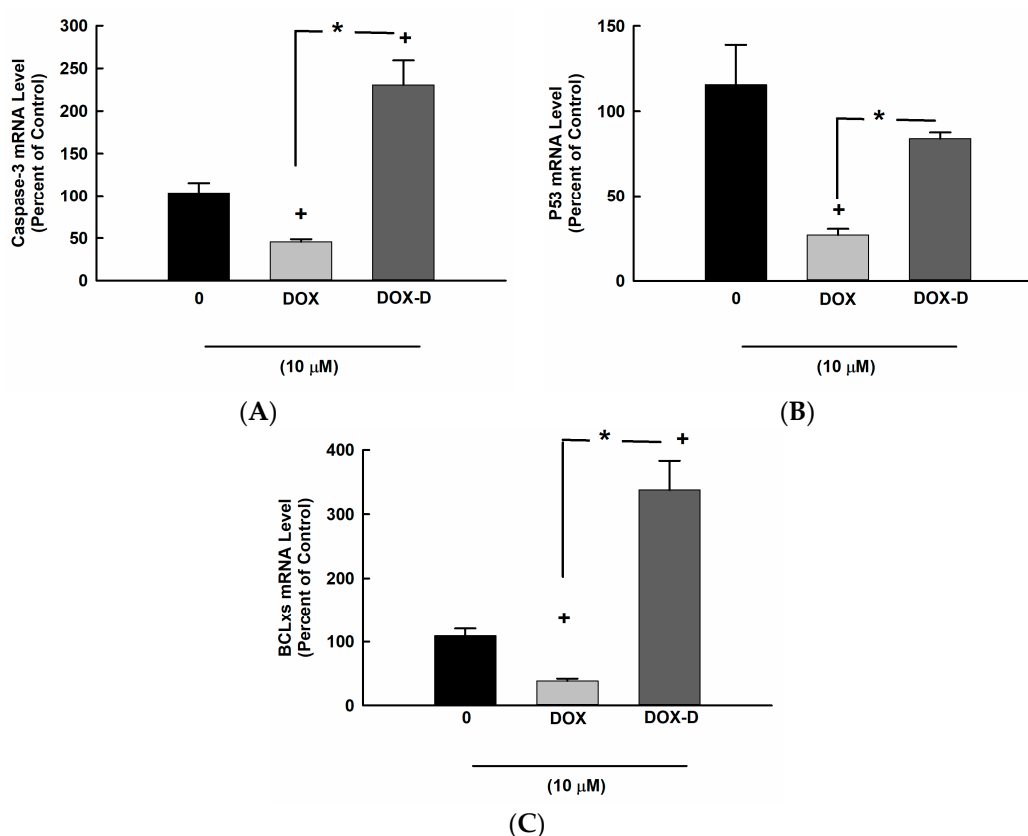 Caspase-3 mRNA Level
(Percent of Control)
300
250
200
150
100
50
0
*
+
+
0 DOX DOX-D
(10 μM)
(A)
P53 mRNA Level
(Percent of Control)
150
100
50
0
*
+
0 DOX DOX-D
(10 μM)
(B)
BCLxs mRNA Level
(Percent of Control)
400
300
200
100
0
*
+
+
0 DOX DOX-D
(10 μM)
(C)